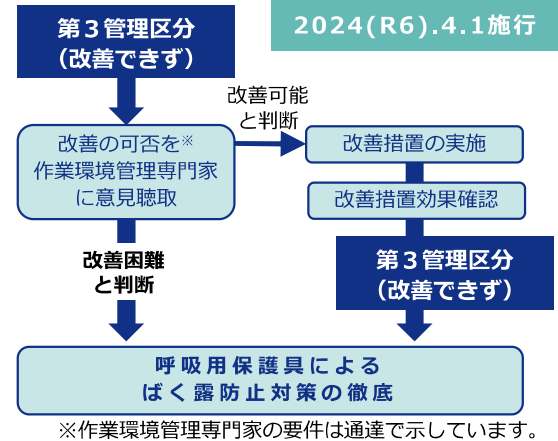 2024(R6).4.1施行
第３管理区分
（改善できず）
改善可能
と判断
改善の可否を※
作業環境管理専門家
に意見聴取
改善措置の実施
改善措置効果確認
改善困難
と判断
第３管理区分
（改善できず）
呼吸用保護具による
ばく露防止対策の徹底
※作業環境管理専門家の要件は通達で示しています。